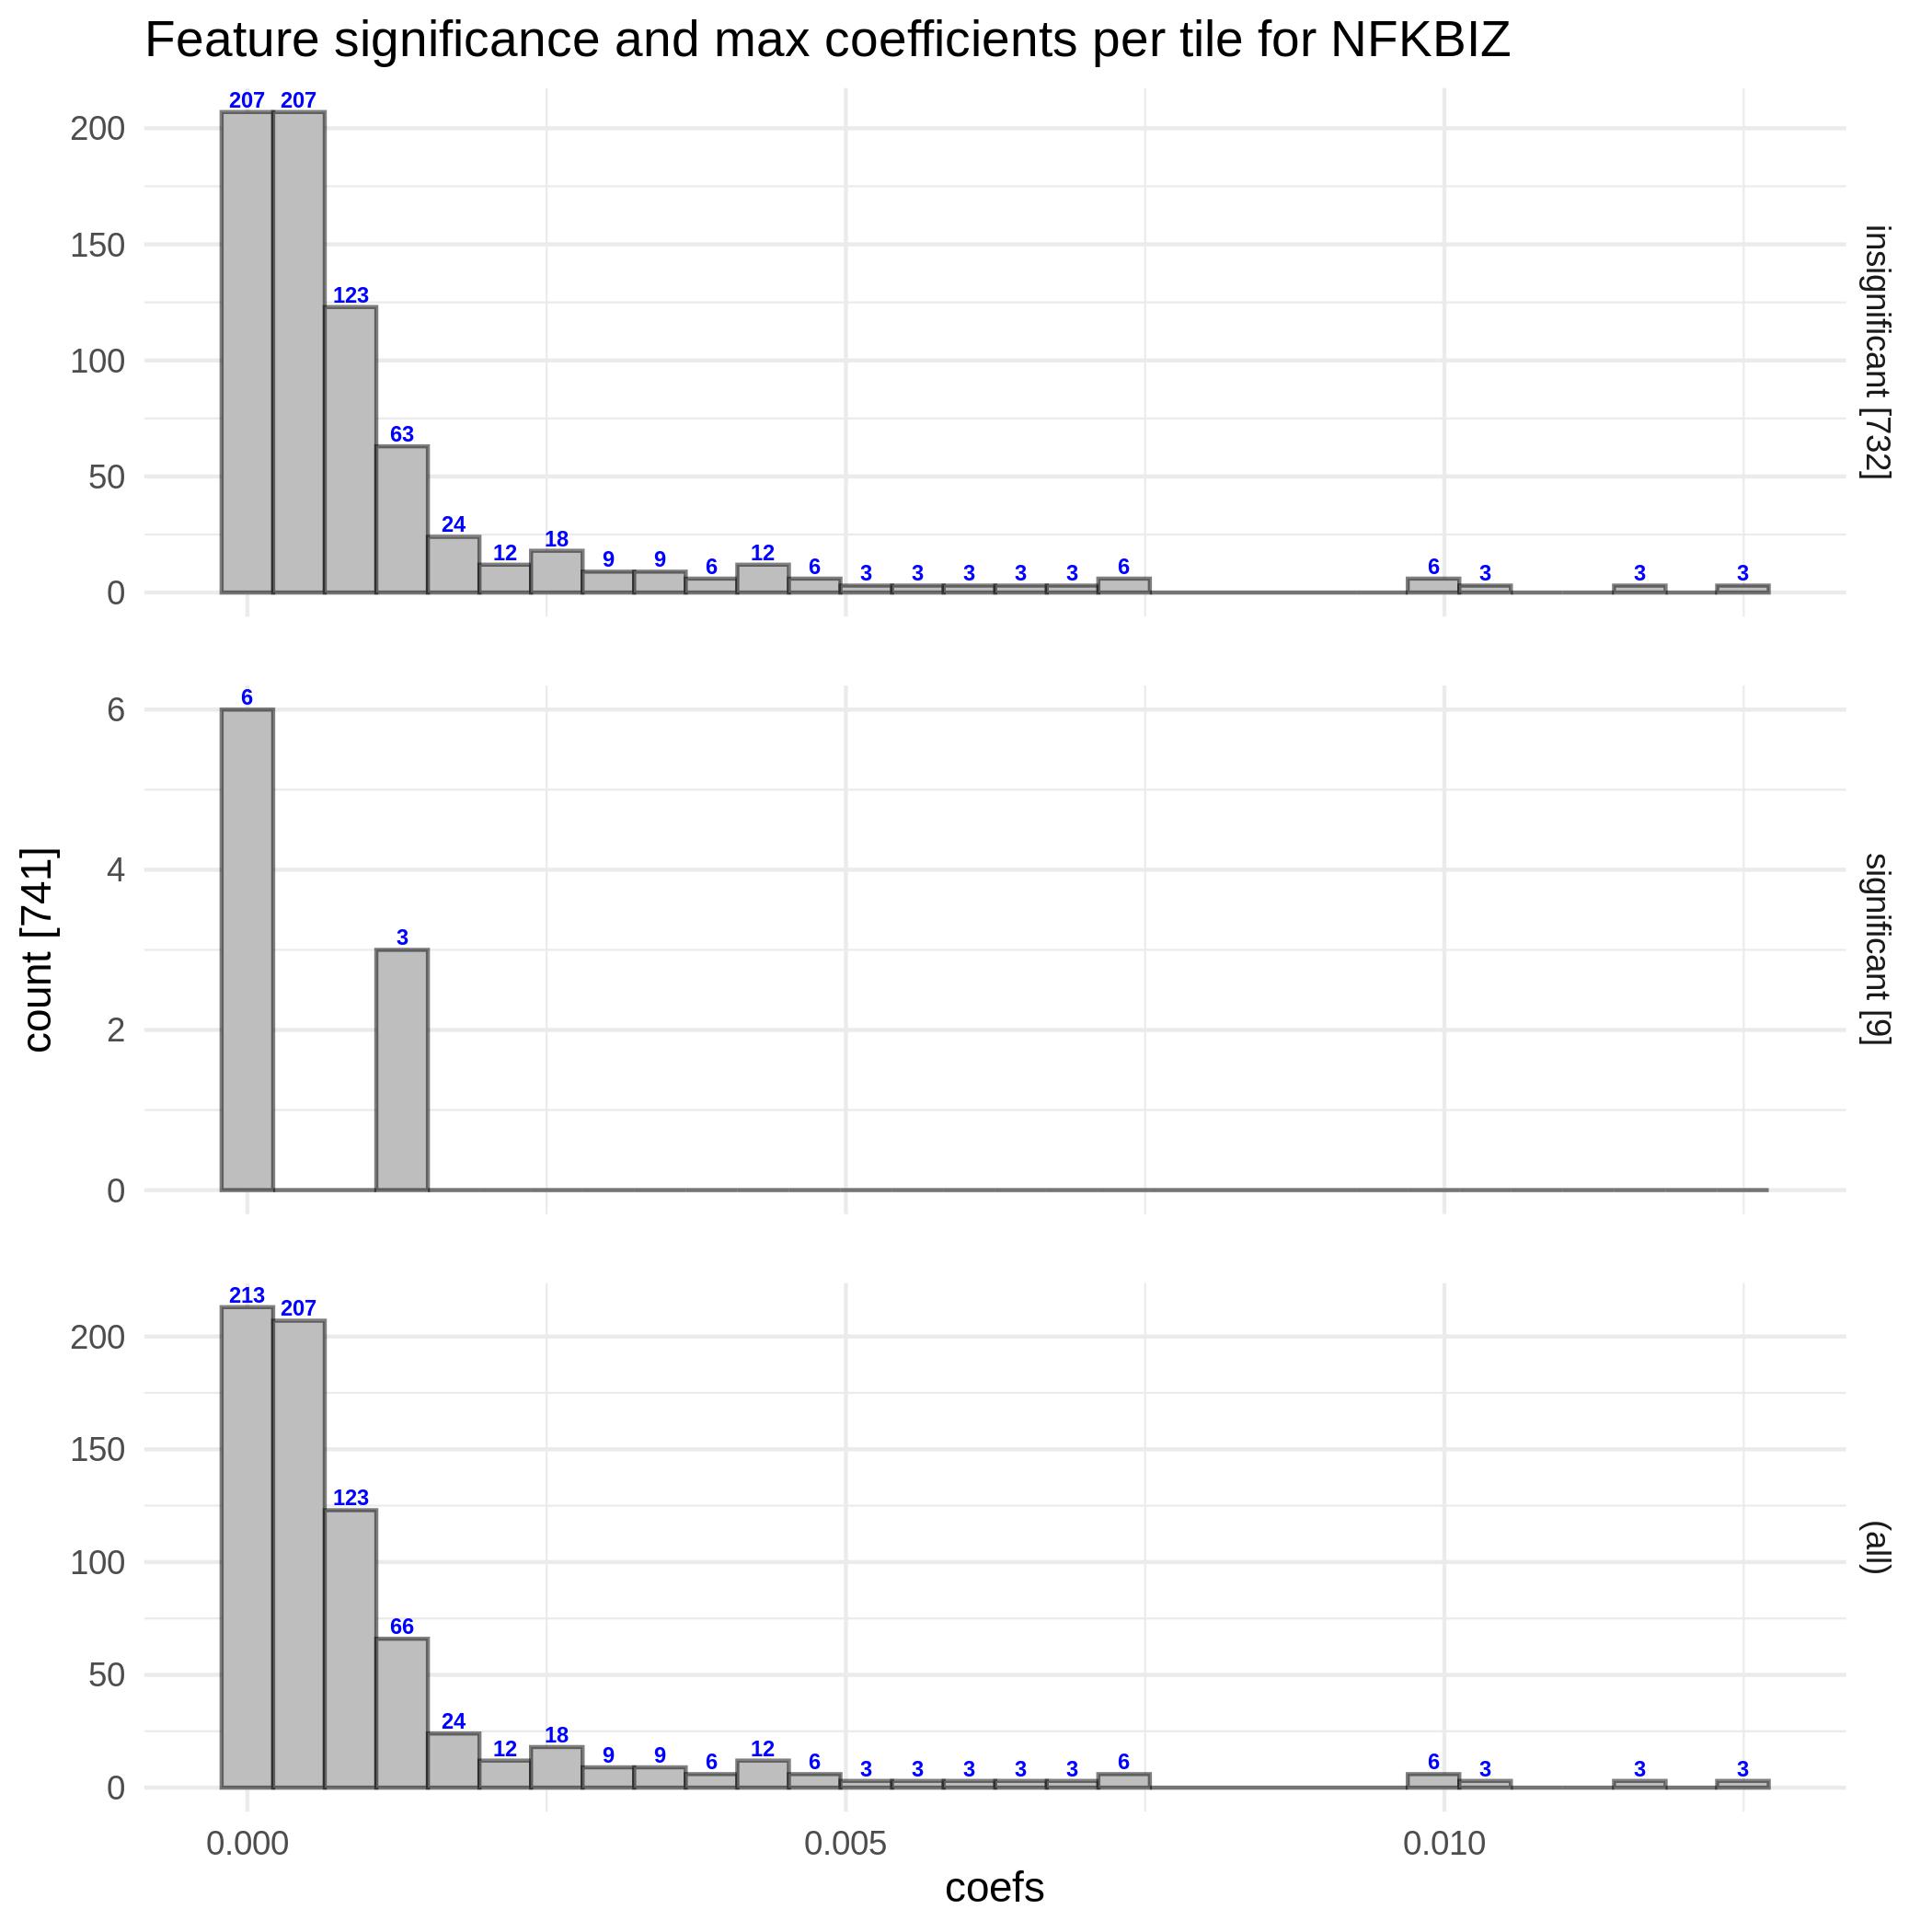 Feature significance and max coefficients per tile for NFKBIZ
207 207 123 63 24 12 18 9 9 6 12 6 3 3 3 3 3 6 6 3 3 3
200
150
100
50
0
insignificant [732]
6 3
6
4
2
0
significant [9]
count [741]
213 207 123 66 24 12 18 9 9 6 12 6 3 3 3 3 3 6 6 3 3 3
200
150
100
50
0
(all)
0.000 0.005 0.010
coefs